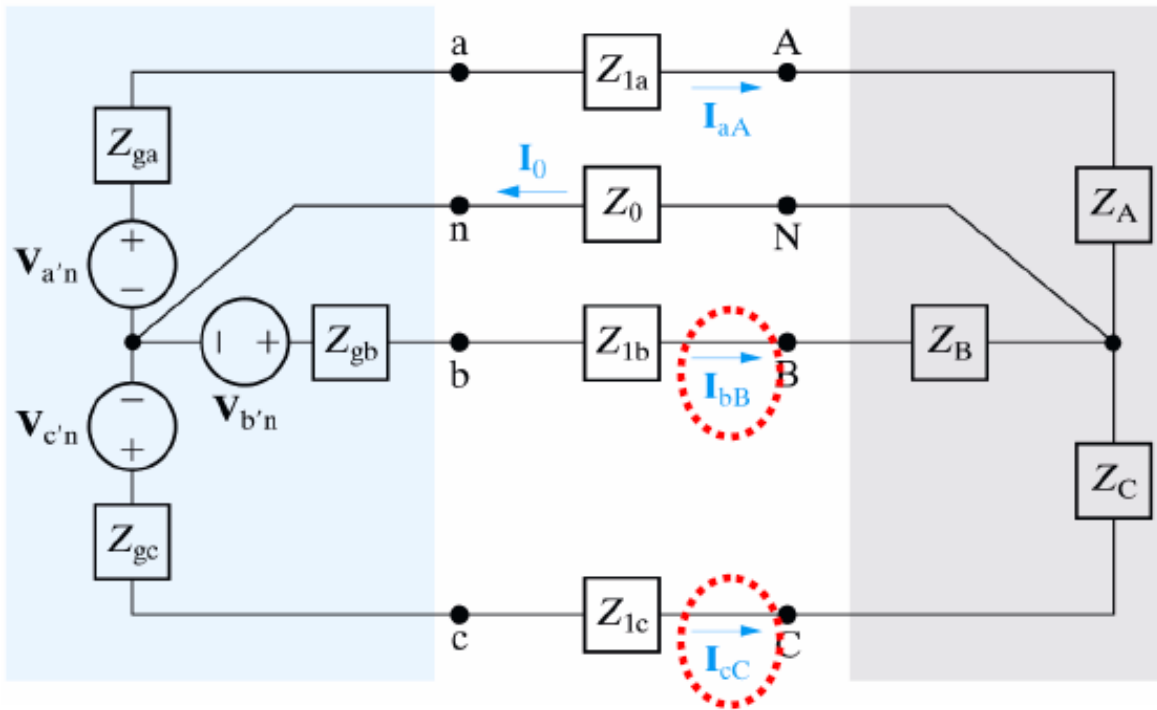 a
A
Z1a
IaA
Zga
I0
n
Z0
N
ZA
+
Va'n
−
− +
Vb'n
Zgb
b
Z1b
IbB
B
ZB
−
Vc'n
+
ZC
Zgc
c
Z1c
IcC
C